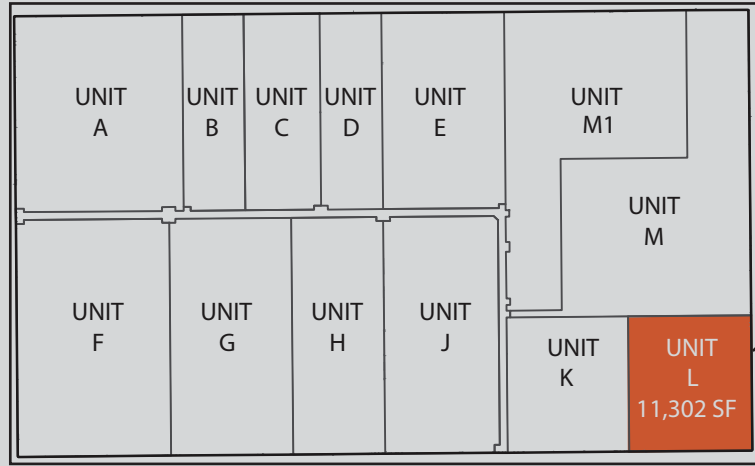 UNIT
A
UNIT
B
UNIT
C
UNIT
D
UNIT
E
UNIT
M1
UNIT
M
UNIT
F
UNIT
G
UNIT
H
UNIT
J
UNIT
K
UNIT
L
11,302 SF